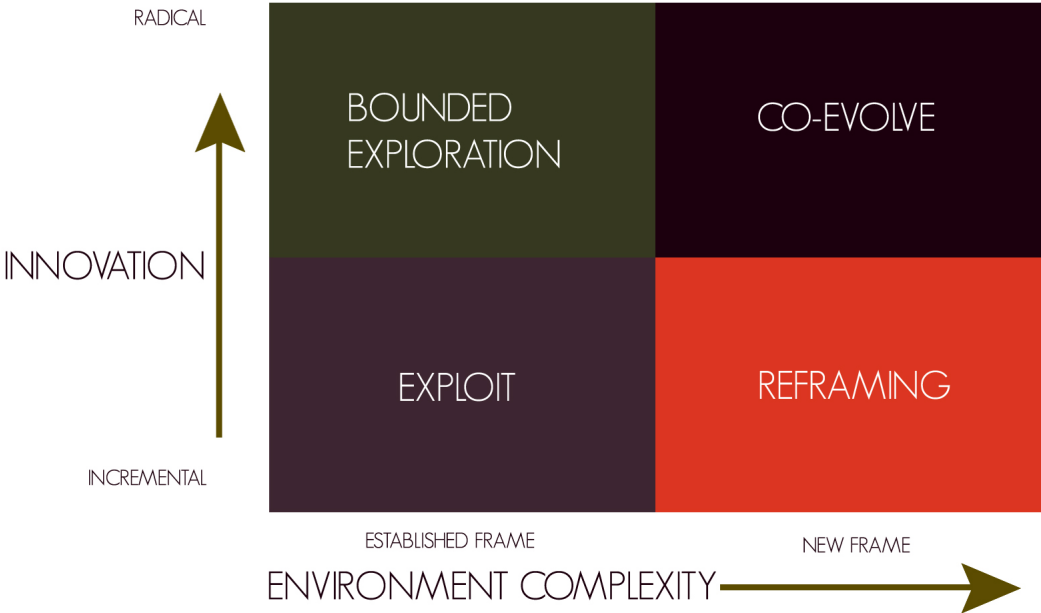 RADICAL
BOUNDED
EXPLORATION
CO-EVOLVE
INNOVATION
EXPLOIT
REFRAMING
INCREMENTAL
ESTABLISHED FRAME
NEW FRAME
ENVIRONMENT COMPLEXITY